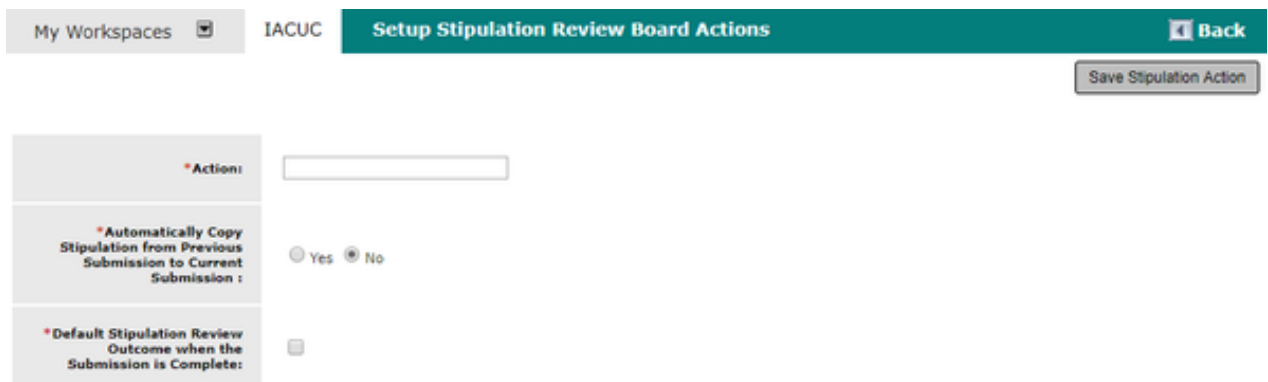 My Workspaces IACUC Setup Stipulation Review Board Actions Back
Save Stipulation Action
*Action:
*Automatically Copy
Stipulation from Previous
Submission to Current
Submission :
Yes No
*Default Stipulation Review
Outcome when the
Submission is Complete: